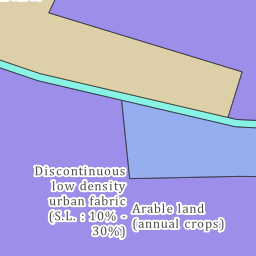 Discontinuous
low density
urban fabric
(S.L. : 10% -
30%)
Arable land
(annual crops)